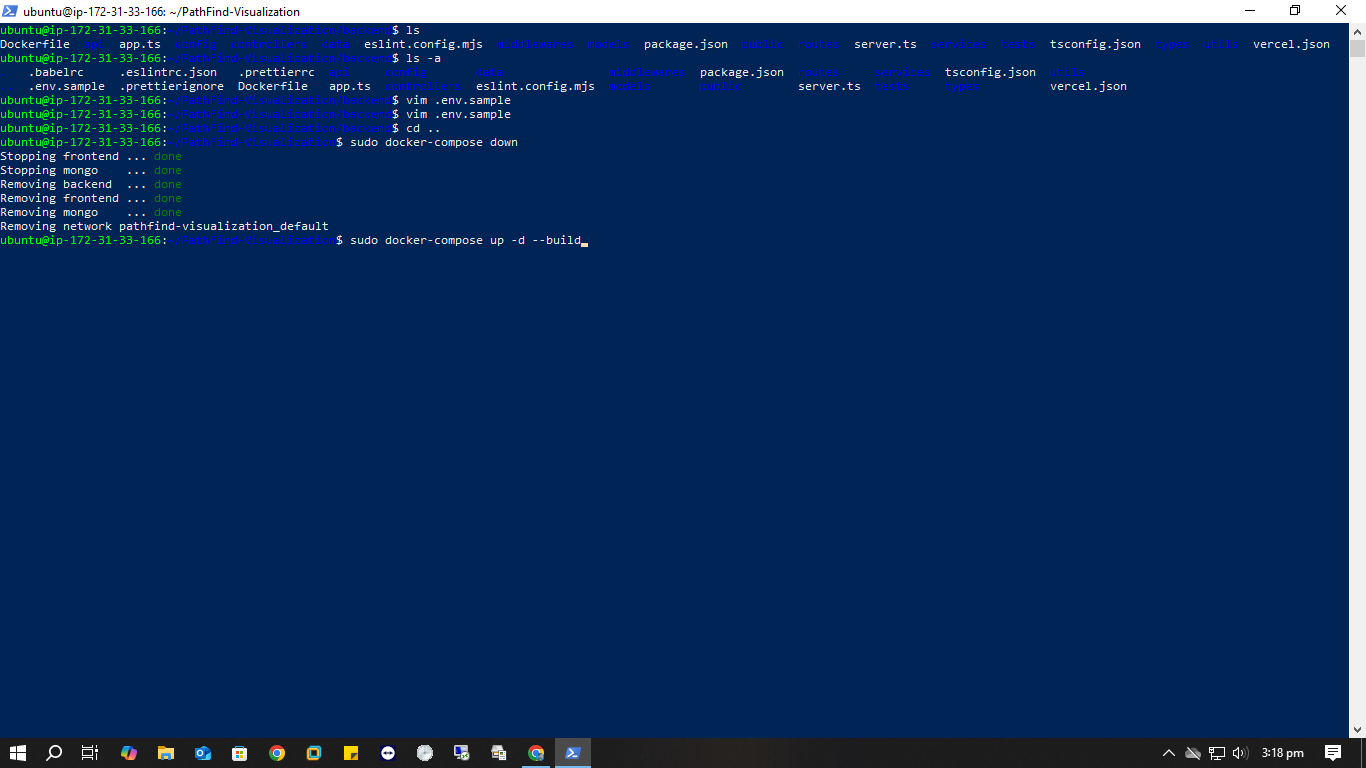 ubuntu@ip-172-31-33-166: ~/PathFind-Visualization
ubuntu@ip-172-31-33-166:~/PathFind-Visualization/backend$ ls
Dockerfile api app.ts config controllers data eslint.config.mjs middlewares models package.json public routes server.ts services tests tsconfig.json types utils vercel.json
ubuntu@ip-172-31-33-166:~/PathFind-Visualization/backend$ ls -a
.babelrc .eslintrc.json .prettierrc api config data middlewares package.json routes services tsconfig.json utils
.env.sample .prettierignore Dockerfile app.ts controllers eslint.config.mjs models public server.ts tests types vercel.json
ubuntu@ip-172-31-33-166:~/PathFind-Visualization/backend$ vim .env.sample
ubuntu@ip-172-31-33-166:~/PathFind-Visualization/backend$ vim .env.sample
ubuntu@ip-172-31-33-166:~/PathFind-Visualization/backend$ cd ..
ubuntu@ip-172-31-33-166:~/PathFind-Visualization$ sudo docker-compose down
Stopping frontend ... done
Stopping mongo ... done
Removing backend ... done
Removing frontend ... done
Removing mongo ... done
Removing network pathfind-visualization_default
ubuntu@ip-172-31-33-166:~/PathFind-Visualization$ sudo docker-compose up -d --build
3:18 pm